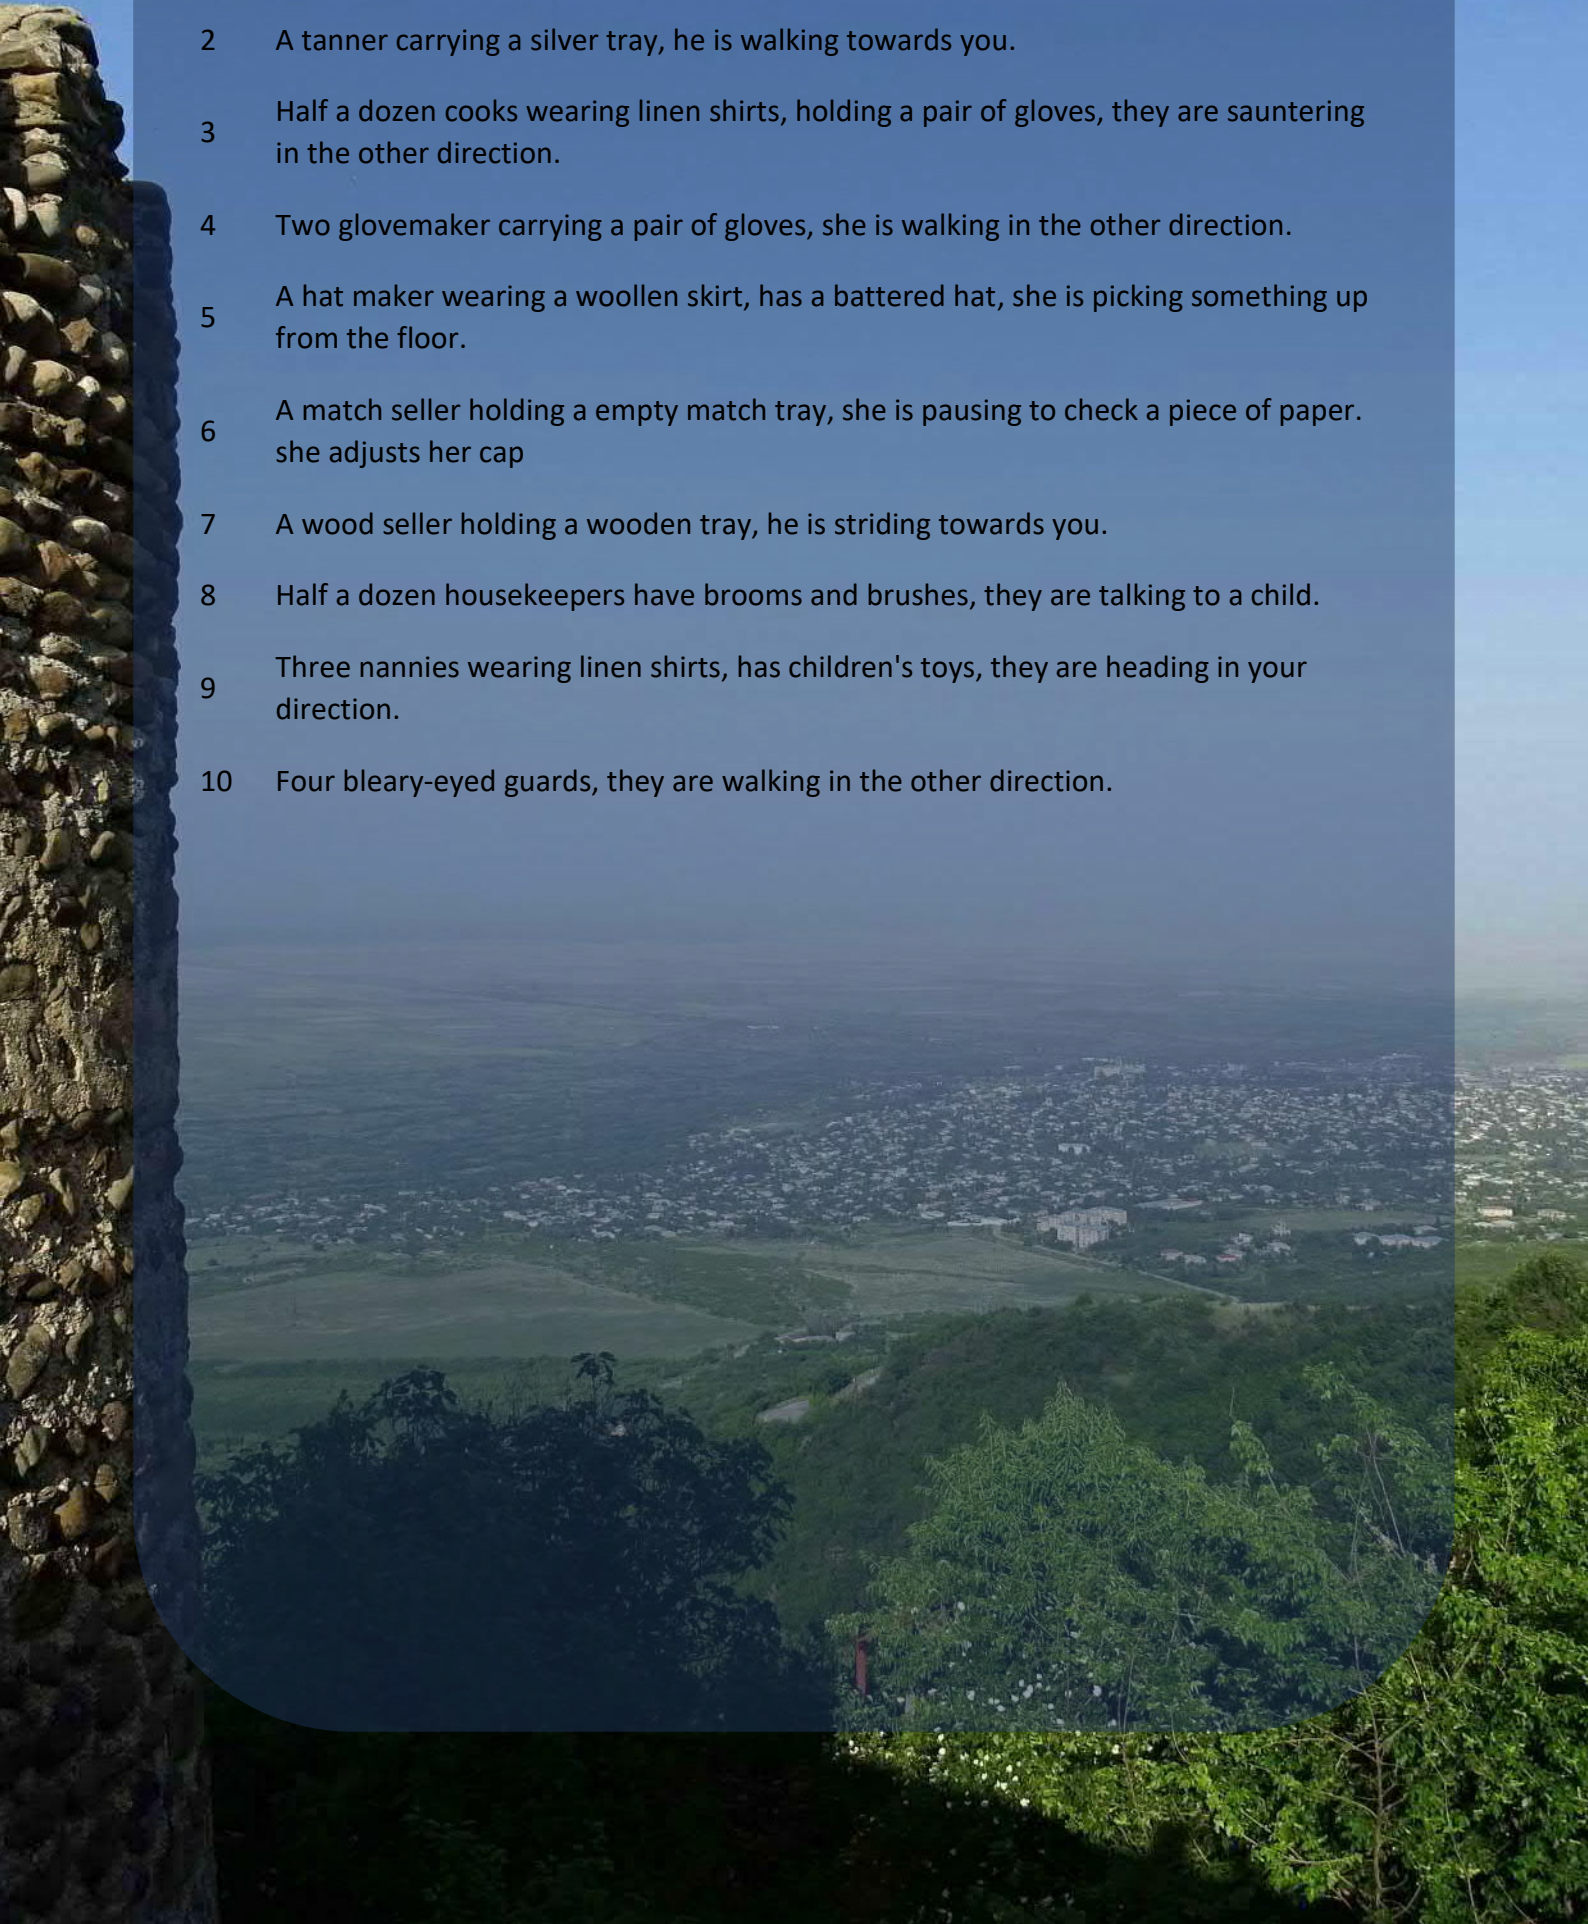 2 A tanner carrying a silver tray, he is walking towards you.
3 Half a dozen cooks wearing linen shirts, holding a pair of gloves, they are sauntering
in the other direction.
4 Two glovemaker carrying a pair of gloves, she is walking in the other direction.
5 A hat maker wearing a woollen skirt, has a battered hat, she is picking something up
from the floor.
6 A match seller holding a empty match tray, she is pausing to check a piece of paper.
she adjusts her cap
7 A wood seller holding a wooden tray, he is striding towards you.
8 Half a dozen housekeepers have brooms and brushes, they are talking to a child.
9 Three nannies wearing linen shirts, has children's toys, they are heading in your
direction.
10 Four bleary-eyed guards, they are walking in the other direction.